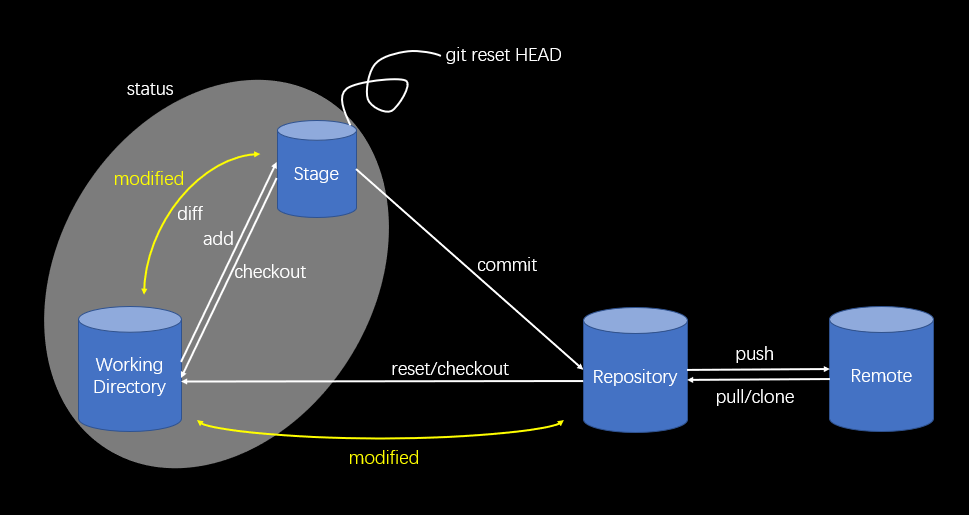 git reset HEAD
status
Stage
modified
diff
add
checkout
commit
Working
Directory
reset/checkout
Repository
push
pull/clone
Remote
modified